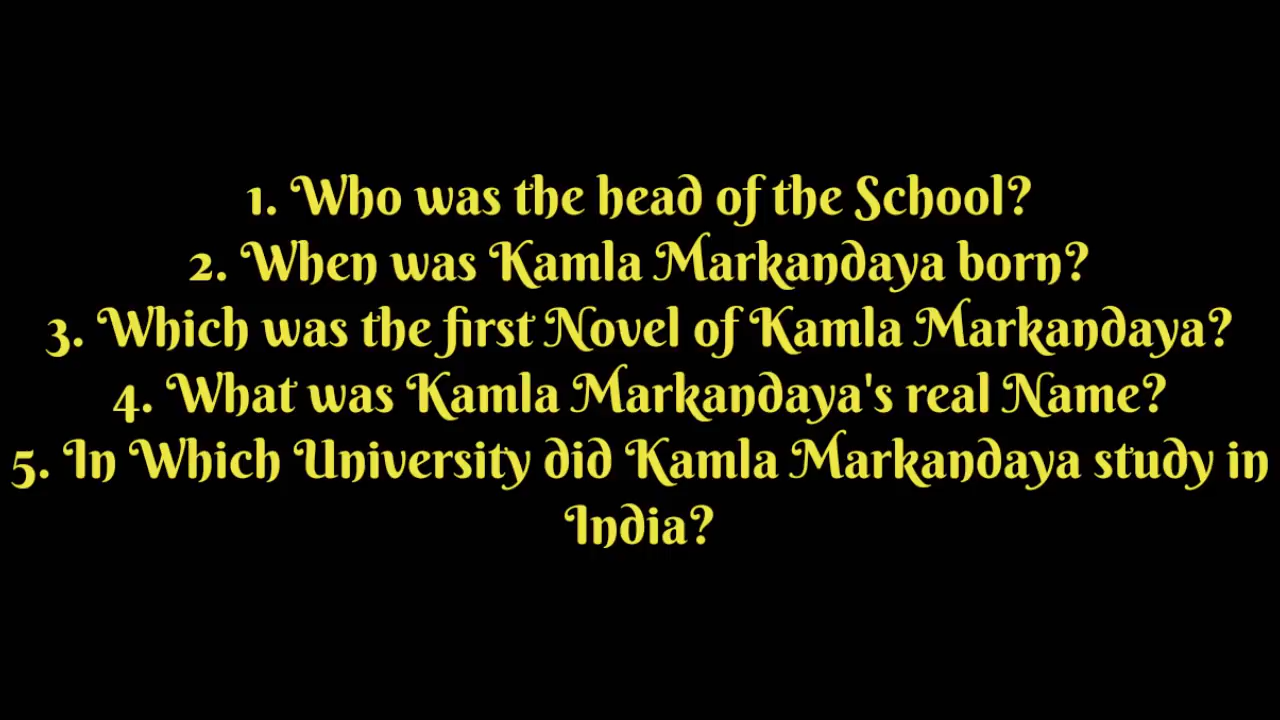 1. Who was the head of the School?
2. When was Kamla Markandaya born?
3. Which was the first Novel of Kamla Markandaya?
4. What was Kamla Markandaya's real Name?
5. In Which University did Kamla Markandaya study in
India?